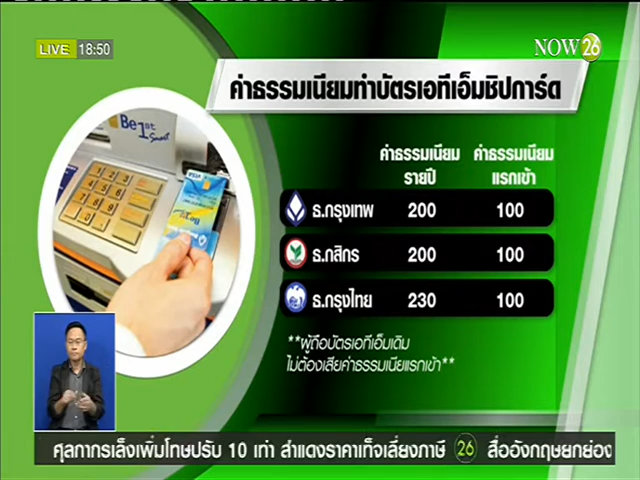 LIVE 18:50
NOW26
ค่าธรรมเนียมทำบัตรเอทีเอ็มชิปการ์ด
Be1st
Smart
ค่าธรรมเนียม ค่าธรรมเนียม
รายปี แรกเข้า
ธ.กรุงเทพ 200 100
ธ.กสิกร 200 100
ธ.กรุงไทย 230 100
**ผู้ถือบัตรเอทีเอ็มเดิม
ไม่ต้องเสียค่าธรรมเนียแรกเข้า**
ศุลกากรเล็งเพิ่มโทษปรับ 10 เท่า สำแดงราคาเท็จเลี่ยงภาษี 26 สื่ออังกฤษยกย่อง